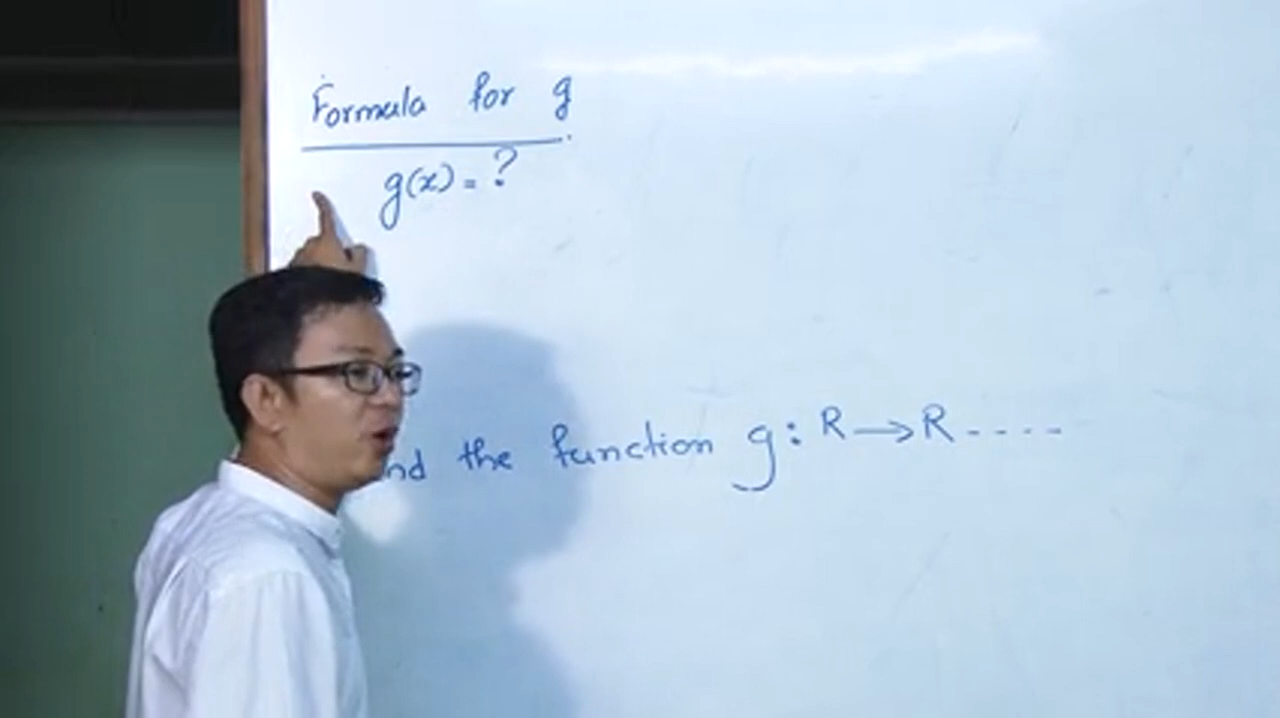 Formula for g
g(x) = ?
nd the function g : R → R ----